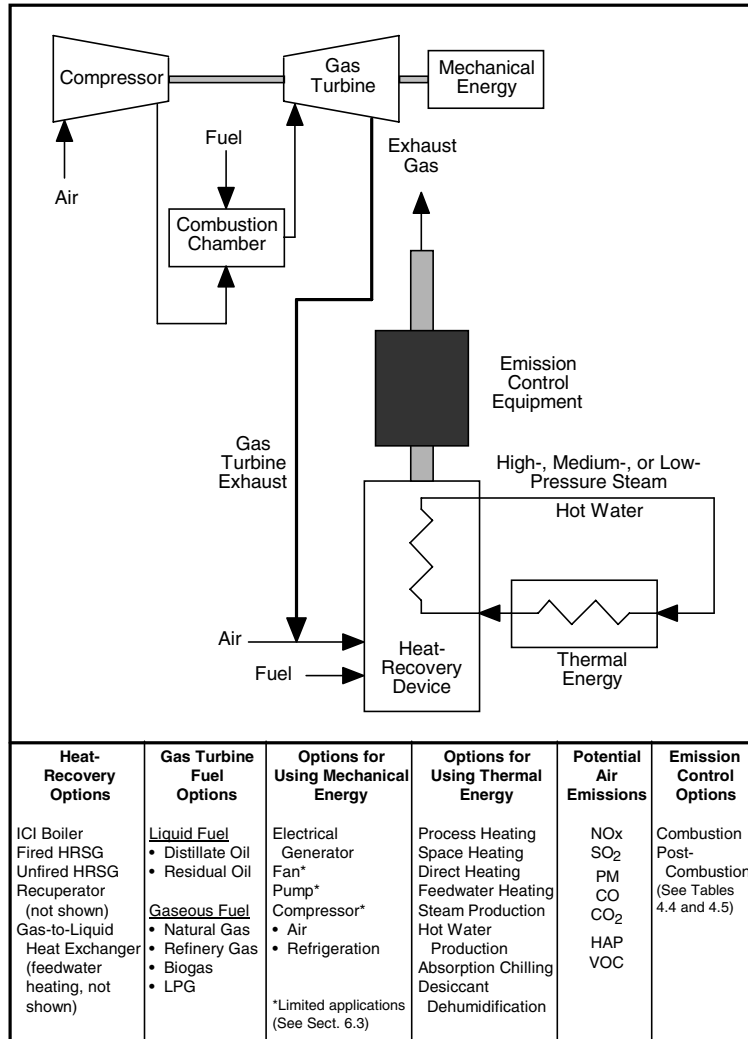 Compressor
Gas
Turbine
Mechanical
Energy
Fuel
Exhaust
Gas
Air
Combustion
Chamber
Emission
Control
Equipment
Gas
Turbine
Exhaust
High-, Medium-, or Low-
Pressure Steam
Hot Water
Air
Fuel
Heat-
Recovery
Device
Thermal
Energy
Heat-
Recovery
Options
ICI Boiler
Fired HRSG
Unfired HRSG
Recuperator
(not shown)
Gas-to-Liquid
Heat Exchanger
(feedwater
heating, not
shown)
Gas Turbine
Fuel
Options
Liquid Fuel
• Distillate Oil
• Residual Oil
Gaseous Fuel
• Natural Gas
• Refinery Gas
• Biogas
• LPG
Options for
Using Mechanical
Energy
Electrical
Generator
Fan*
Pump*
Compressor*
• Air
• Refrigeration
*Limited applications
(See Sect. 6.3)
Options for
Using Thermal
Energy
Process Heating
Space Heating
Direct Heating
Feedwater Heating
Steam Production
Hot Water
Production
Absorption Chilling
Desiccant
Dehumidification
Potential
Air
Emissions
NOx
SO2
PM
CO
CO2
HAP
VOC
Emission
Control
Options
Combustion
Post-
Combustion
(See Tables
4.4 and 4.5)